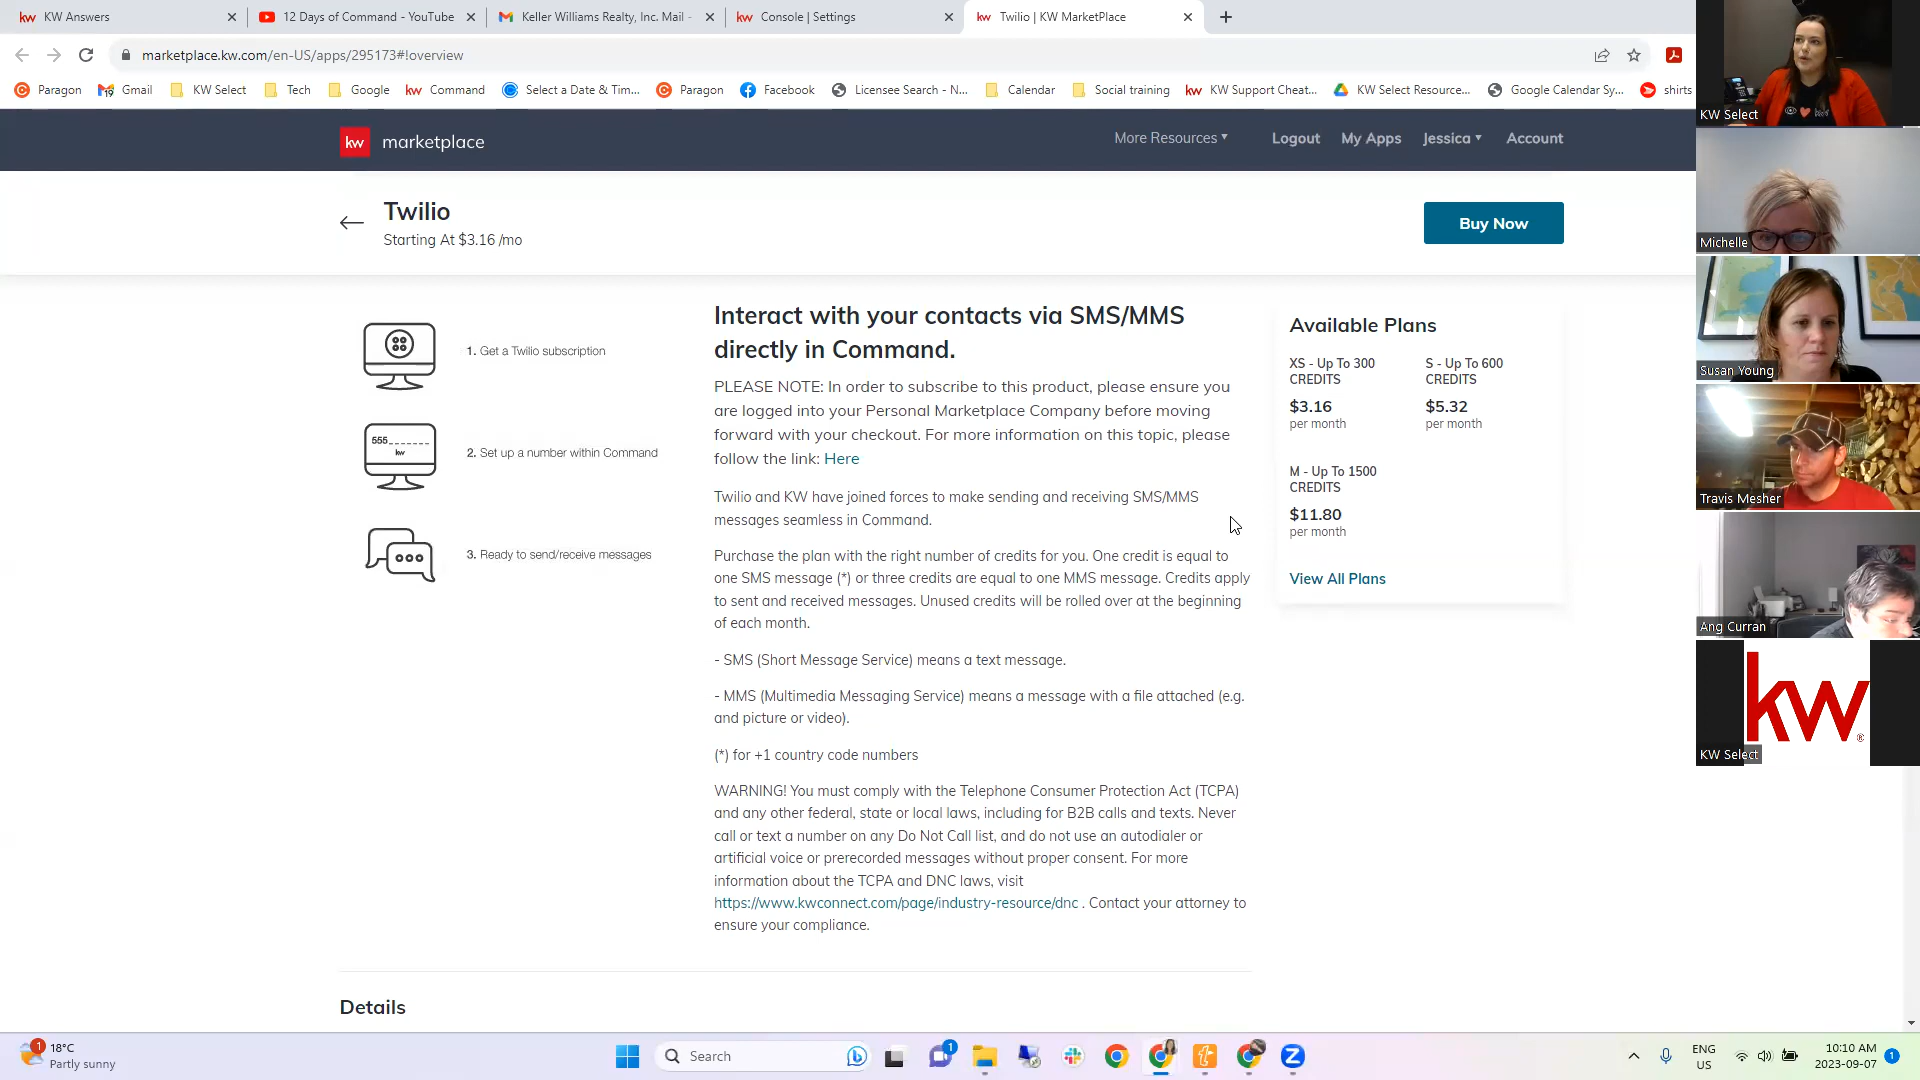 KW Answers
12 Days of Command - YouTube
Keller Williams Realty, Inc. Mail -
Console | Settings
Twilio | KW MarketPlace
marketplace.kw.com/en-US/apps/295173#!overview
Paragon
Gmail
KW Select
Tech
Google
Command
Select a Date & Tim...
Paragon
Facebook
Licensee Search - N...
Calendar
Social training
KW Support Cheat...
KW Select Resource...
Google Calendar Sy...
shirts
kw marketplace
More Resources
Logout
My Apps
Jessica
Account
Twilio
Starting At $3.16 /mo
Buy Now
1. Get a Twilio subscription
555
kw
2. Set up a number within Command
3. Ready to send/receive messages
Interact with your contacts via SMS/MMS
directly in Command.
PLEASE NOTE: In order to subscribe to this product, please ensure you
are logged into your Personal Marketplace Company before moving
forward with your checkout. For more information on this topic, please
follow the link: Here
Twilio and KW have joined forces to make sending and receiving SMS/MMS
messages seamless in Command.
Purchase the plan with the right number of credits for you. One credit is equal to
one SMS message (*) or three credits are equal to one MMS message. Credits apply
to sent and received messages. Unused credits will be rolled over at the beginning
of each month.
- SMS (Short Message Service) means a text message.
- MMS (Multimedia Messaging Service) means a message with a file attached (e.g.
and picture or video).
(*) for +1 country code numbers
WARNING! You must comply with the Telephone Consumer Protection Act (TCPA)
and any other federal, state or local laws, including for B2B calls and texts. Never
call or text a number on any Do Not Call list, and do not use an autodialer or
artificial voice or prerecorded messages without proper consent. For more
information about the TCPA and DNC laws, visit
https://www.kwconnect.com/page/industry-resource/dnc . Contact your attorney to
ensure your compliance.
Details
Available Plans
XS - Up To 300
CREDITS
$3.16
per month
S - Up To 600
CREDITS
$5.32
per month
M - Up To 1500
CREDITS
$11.80
per month
View All Plans
KW Select
Michelle
Susan Young
Travis Mesher
Ang Curran
kw
KW Select
1
18°C
Partly sunny
Search
1
ENG
US
10:10 AM
2023-09-07
1